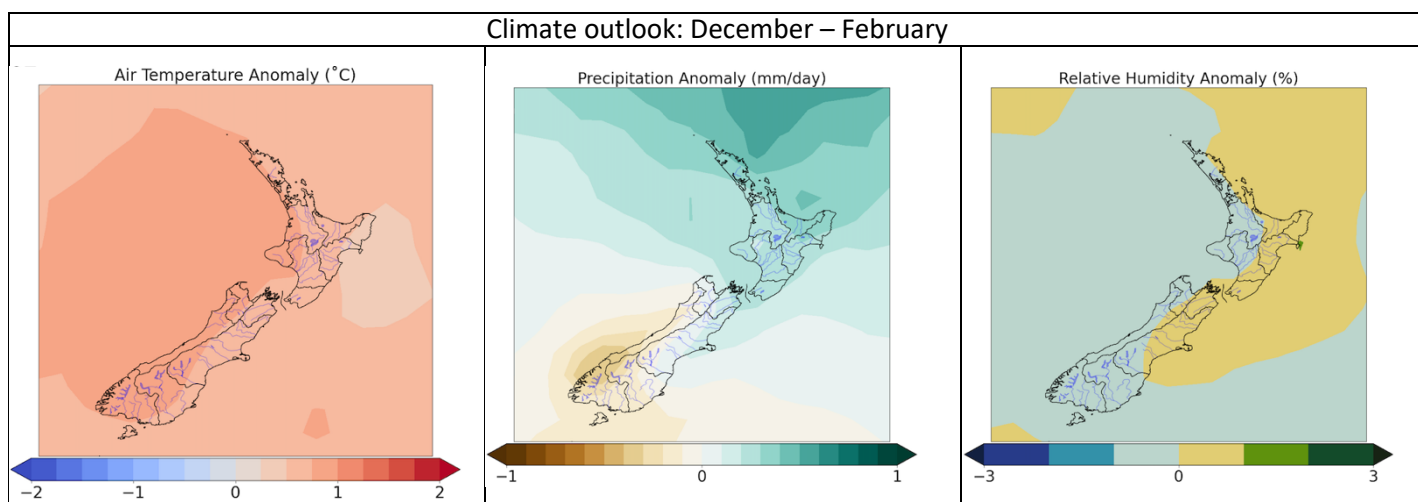 Climate outlook: December – February
Air Temperature Anomaly (˚C)
Precipitation Anomaly (mm/day)
Relative Humidity Anomaly (%)
−2 −1 0 1 2
−1 0 1
−3 0 3